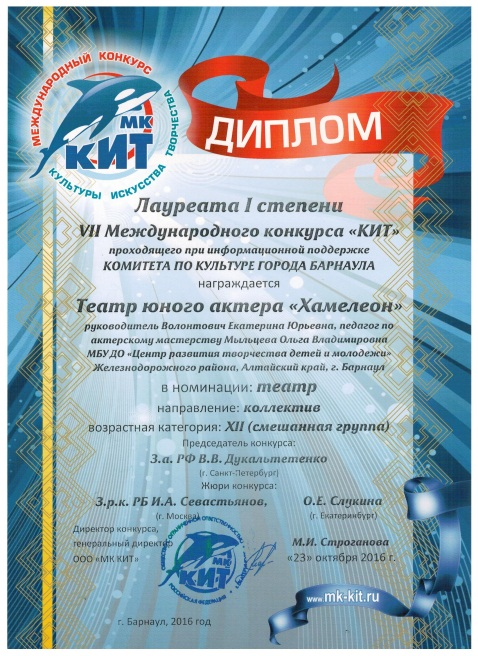 МЕЖДУНАРОДНЫЙ КОНКУРС
МК
КИТ
КУЛЬТУРЫ ИСКУССТВА ТВОРЧЕСТВА
ДИПЛОМ
Лауреата I степени
VII Международного конкурса «КИТ»
проходящего при информационной поддержке
КОМИТЕТА ПО КУЛЬТУРЕ ГОРОДА БАРНАУЛА
награждается
Театр юного актера «Хамелеон»
руководитель Волонтович Екатерина Юрьевна, педагог по
актерскому мастерству Мыльцева Ольга Владимировна
МБУ ДО «Центр развития творчества детей и молодежи»
Железнодорожного района, Алтайский край, г. Барнаул
в номинации: театр
направление: коллектив
возрастная категория: XII (смешанная группа)
Председатель конкурса:
З.а. РФ В.В. Дукальтетенко
(г. Санкт-Петербург)
Жюри конкурса:
З.р.к. РБ И.А. Севастьянов, О.Е. Слукина
(г. Москва) (г. Екатеринбург)
Директор конкурса,
генеральный директор М.И. Строганова
ООО «МК КИТ» «23» октября 2016 г.
МК
КИТ
РОССИЙСКАЯ ФЕДЕРАЦИЯ
www.mk-kit.ru
г. Барнаул, 2016 год